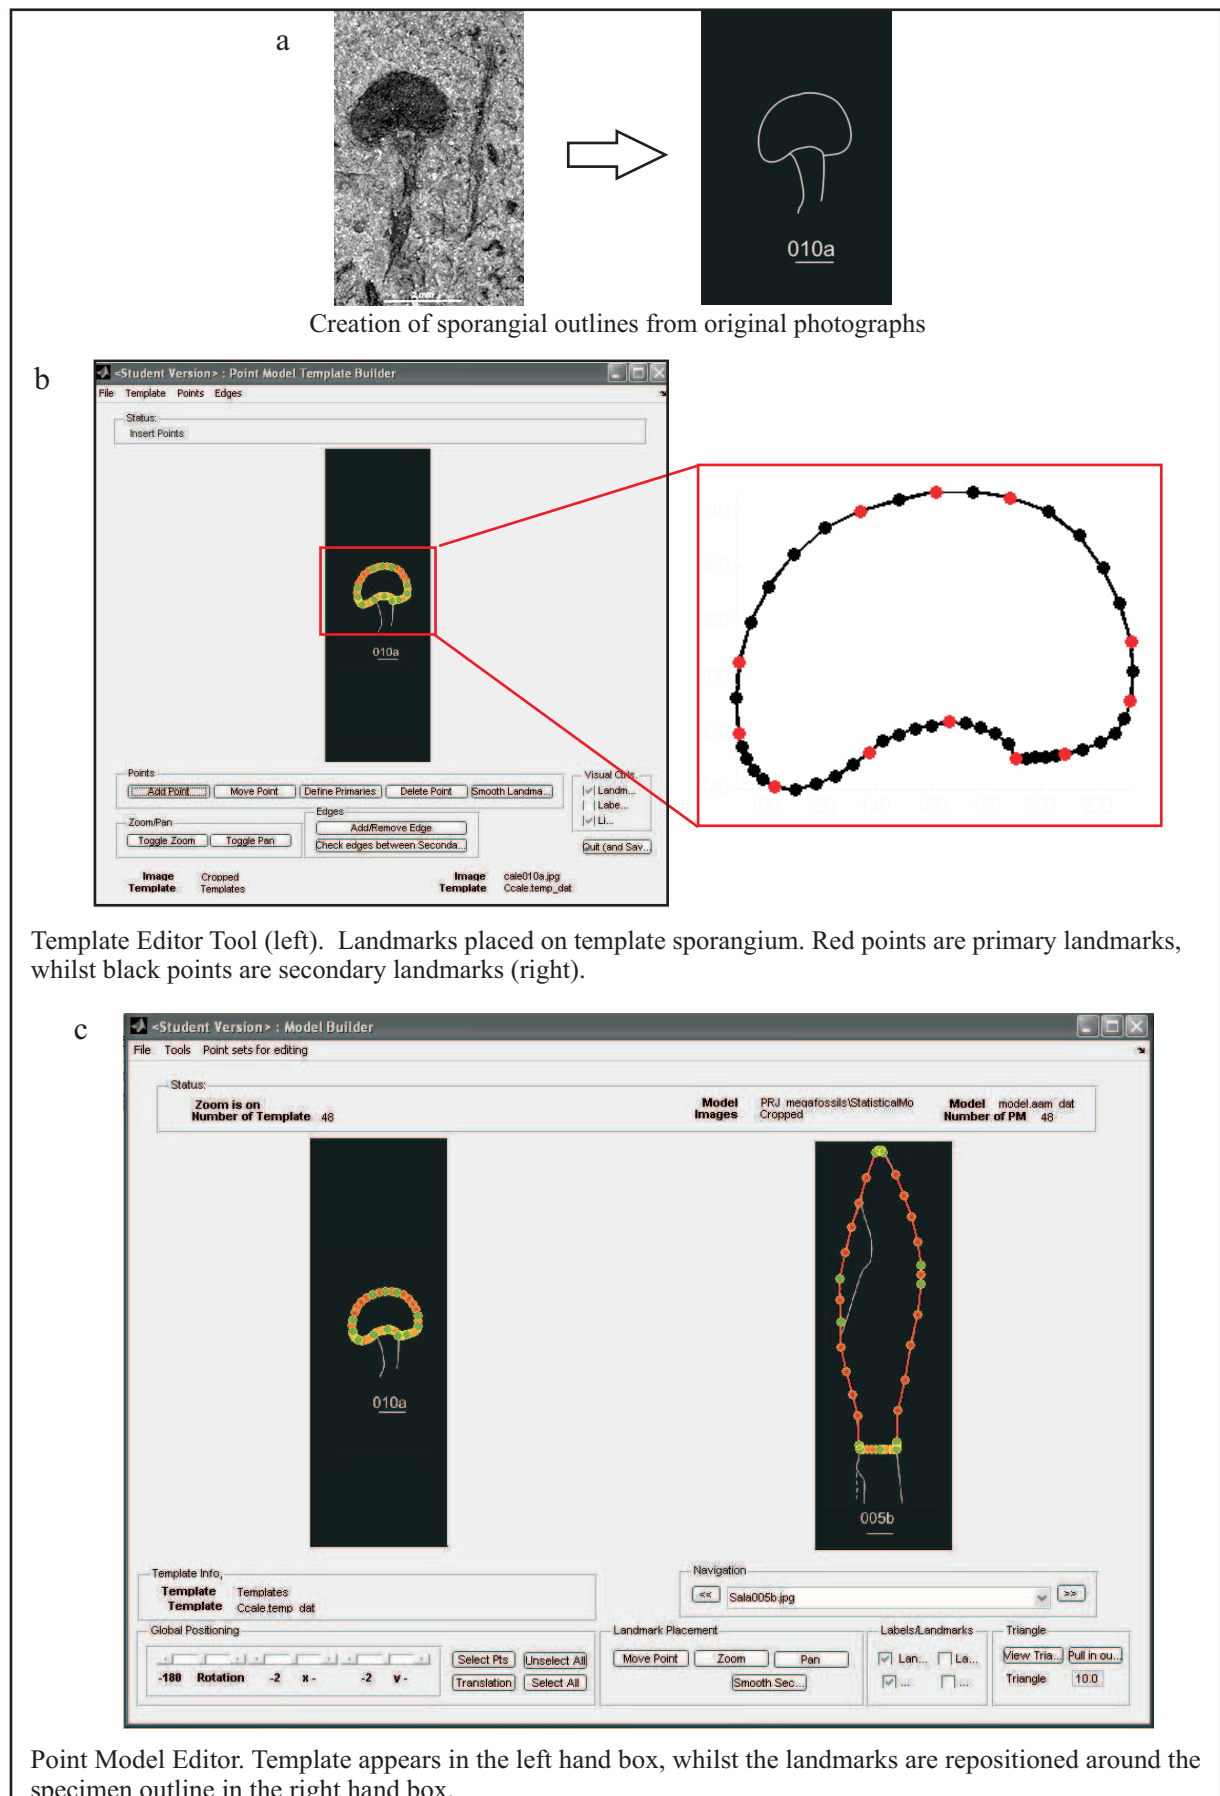 a
2 mm
010a
Creation of sporangial outlines from original photographs
b
<Student Version> : Point Model Template Builder
File Template Points Edges
Status:
Insert Points
010a
Points
Add Point Move Point Define Primaries Delete Point Smooth Landma...
Visual Ctrls.
Landm...
Labe...
Li...
Zoom/Pan
Toggle Zoom Toggle Pan
Edges
Add/Remove Edge
Check edges between Seconda...
Quit (and Sav...
Image Cropped
Template Templates
Image cale010a.jpg
Template Ccale.temp_dat
Template Editor Tool (left). Landmarks placed on template sporangium. Red points are primary landmarks,
whilst black points are secondary landmarks (right).
c
<Student Version> : Model Builder
File Tools Point sets for editing
Status:
Zoom is on
Number of Template 48
Model PRJ_megafossils\StatisticalMo
Images Cropped
Model model.aam_dat
Number of PM 48
010a
005b
Template Info,
Template Templates
Template Ccale.temp_dat
Navigation
<< Sala005b.jpg >>
Global Positioning
-180 Rotation -2 x - -2 y -
Select Pts Unselect All
Translation Select All
Landmark Placement
Move Point Zoom Pan
Smooth Sec...
Labels/Landmarks
Lan... La...
... ...
Triangle
View Tria... Pull in ou...
Triangle 10.0
Point Model Editor. Template appears in the left hand box, whilst the landmarks are repositioned around the
specimen outline in the right hand box.